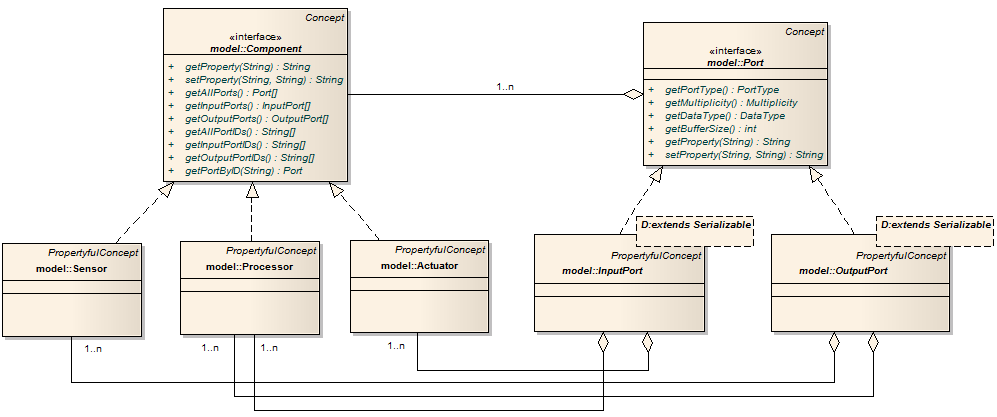 Concept
«interface»
model::Component
+ getProperty(String) : String
+ setProperty(String, String) : String
+ getAllPorts() : Port[]
+ getInputPorts() : InputPort[]
+ getOutputPorts() : OutputPort[]
+ getAllPortIDs() : String[]
+ getInputPortIDs() : String[]
+ getOutputPortIDs() : String[]
+ getPortByID(String) : Port
1..n
Concept
«interface»
model::Port
+ getPortType() : PortType
+ getMultiplicity() : Multiplicity
+ getDataType() : DataType
+ getBufferSize() : int
+ getProperty(String) : String
+ setProperty(String, String) : String
PropertyfulConcept
model::Sensor
PropertyfulConcept
model::Processor
PropertyfulConcept
model::Actuator
D:extends Serializable
PropertyfulConcept
model::InputPort
D:extends Serializable
PropertyfulConcept
model::OutputPort
1..n
1..n
1..n